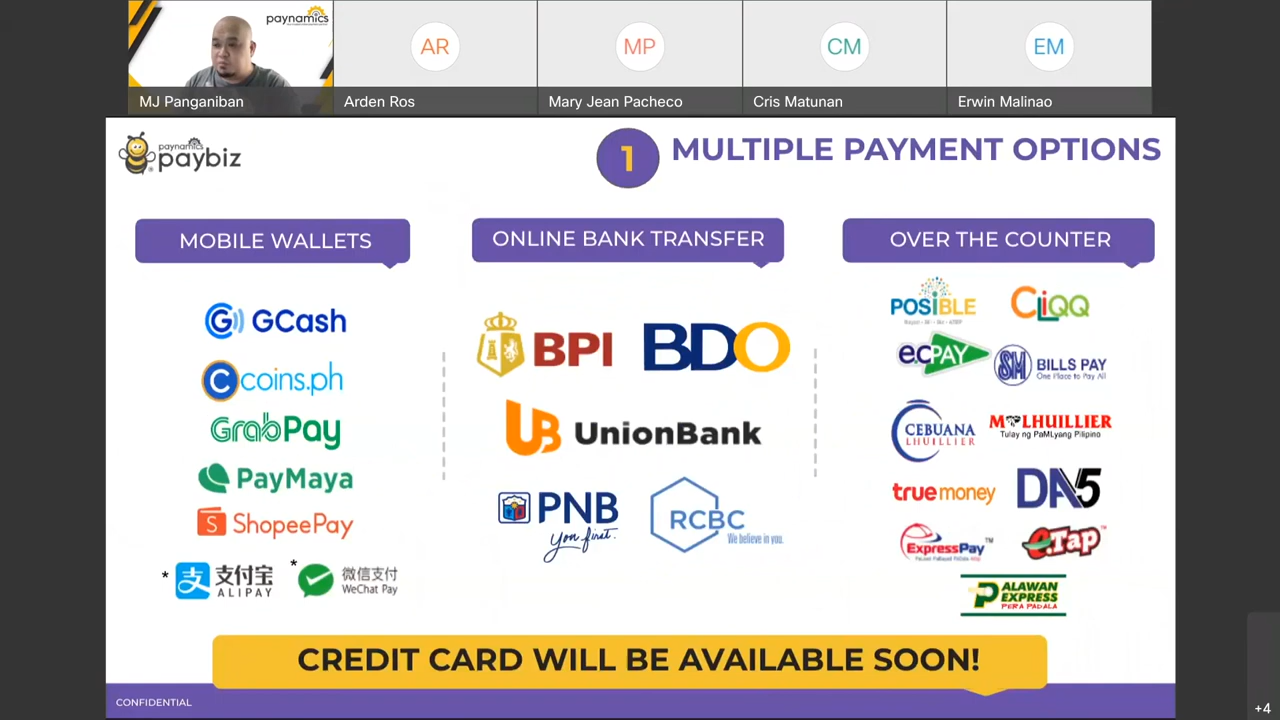 paynamics
AR
MP
CM
EM
MJ Panganiban
Arden Ros
Mary Jean Pacheco
Cris Matunan
Erwin Malinao
paynamics
paybiz
1
MULTIPLE PAYMENT OPTIONS
MOBILE WALLETS
GCash
coins.ph
GrabPay
PayMaya
ShopeePay
* 支付宝
ALIPAY
* 微信支付
WeChat Pay
ONLINE BANK TRANSFER
BPI
BDO
UB UnionBank
PNB
You first.
RCBC
We believe in you.
OVER THE COUNTER
POSIBLE
CLiQQ
ecPAY
SM BILLS PAY
One Place to Pay All
CEBUANA
LHUILLIER
MLHUILLIER
Tulay ng PaMLyang Pilipino
truemoney
DA5
ExpressPay™
eTap™
PALAWAN
EXPRESS
PERA PADALA
CREDIT CARD WILL BE AVAILABLE SOON!
CONFIDENTIAL
+4